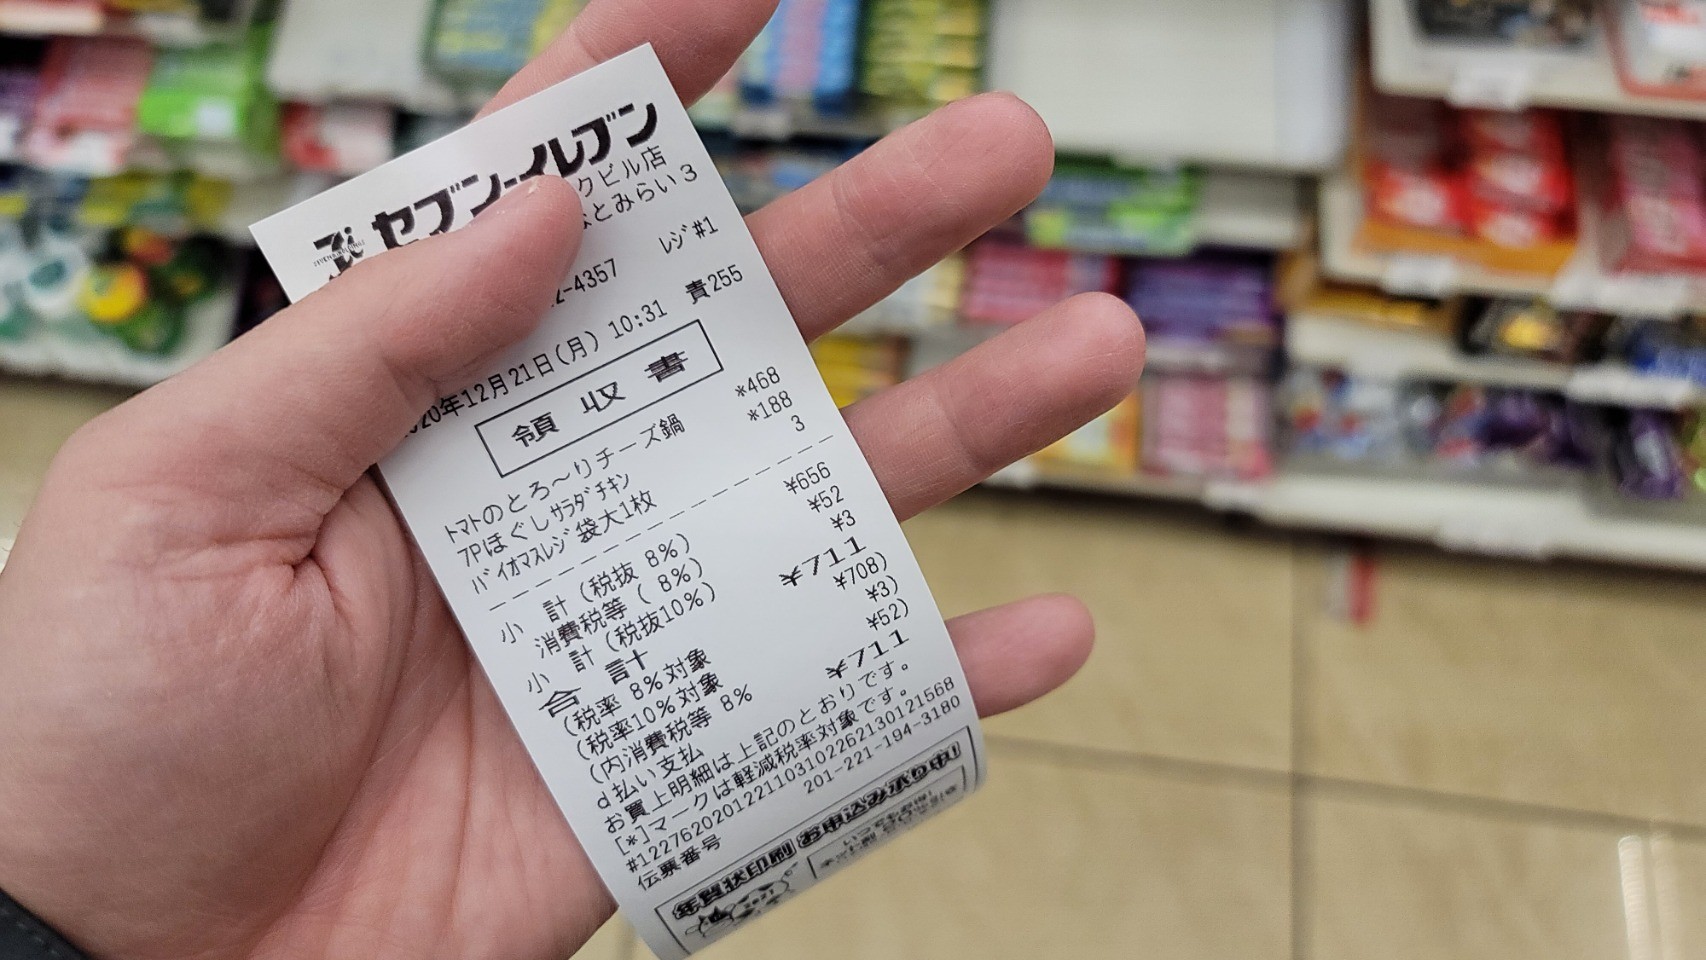 セブン-イレブン
クビル店
なとみらい3
2-4357 レジ#1
2020年12月21日(月) 10:31 責255
領収書
トマトのとろ~りチーズ鍋 *468
7Pほぐしサラダチキン *188
バイオマスレジ袋大1枚 3
小 計 (税抜 8%) ¥656
消費税等 ( 8%) ¥52
小 計 (税抜10%) ¥3
合 計 ¥711
(税率 8%対象 ¥708)
(税率10%対象 ¥3)
(内消費税等 8% ¥52)
d払い支払 ¥711
お買上明細は上記のとおりです。
[*]マークは軽減税率対象です。
#1227620201221103102262130121568
伝票番号 201-221-194-3180
年賀状印刷 お申込み承り中!